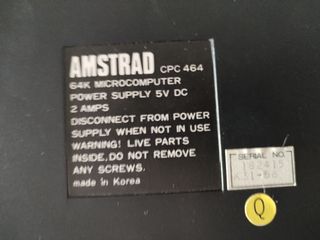 AMSTRAD CPC 464
64K MICROCOMPUTER
POWER SUPPLY 5V DC
2 AMPS
DISCONNECT FROM POWER
SUPPLY WHEN NOT IN USE
WARNING! LIVE PARTS
INSIDE, DO NOT REMOVE
ANY SCREWS.
made in Korea
SERIAL NO.
Q